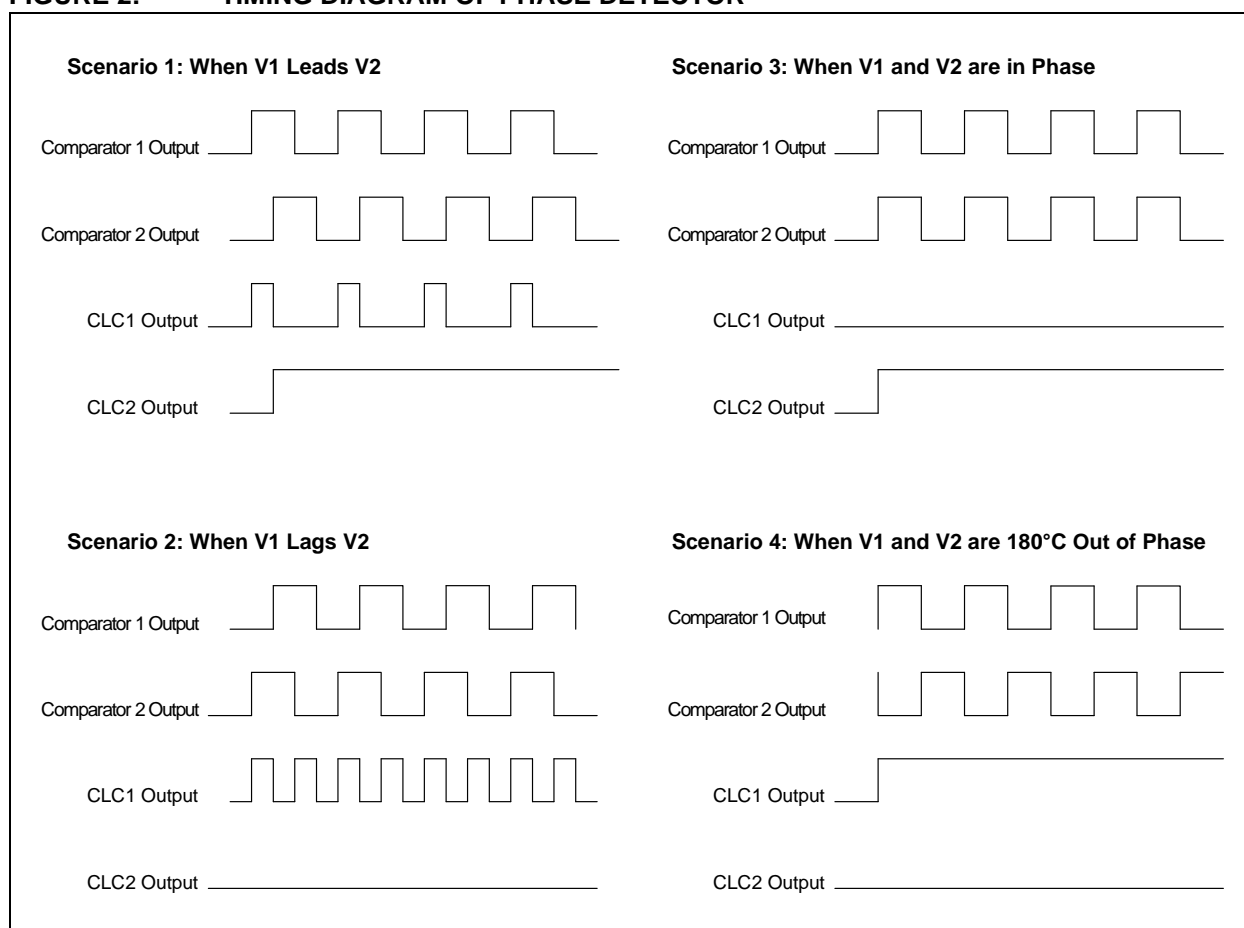 FIGURE 2: TIMING DIAGRAM OF PHASE DETECTOR
Scenario 1: When V1 Leads V2
Comparator 1 Output
Comparator 2 Output
CLC1 Output
CLC2 Output
Scenario 3: When V1 and V2 are in Phase
Comparator 1 Output
Comparator 2 Output
CLC1 Output
CLC2 Output
Scenario 2: When V1 Lags V2
Comparator 1 Output
Comparator 2 Output
CLC1 Output
CLC2 Output
Scenario 4: When V1 and V2 are 180°C Out of Phase
Comparator 1 Output
Comparator 2 Output
CLC1 Output
CLC2 Output